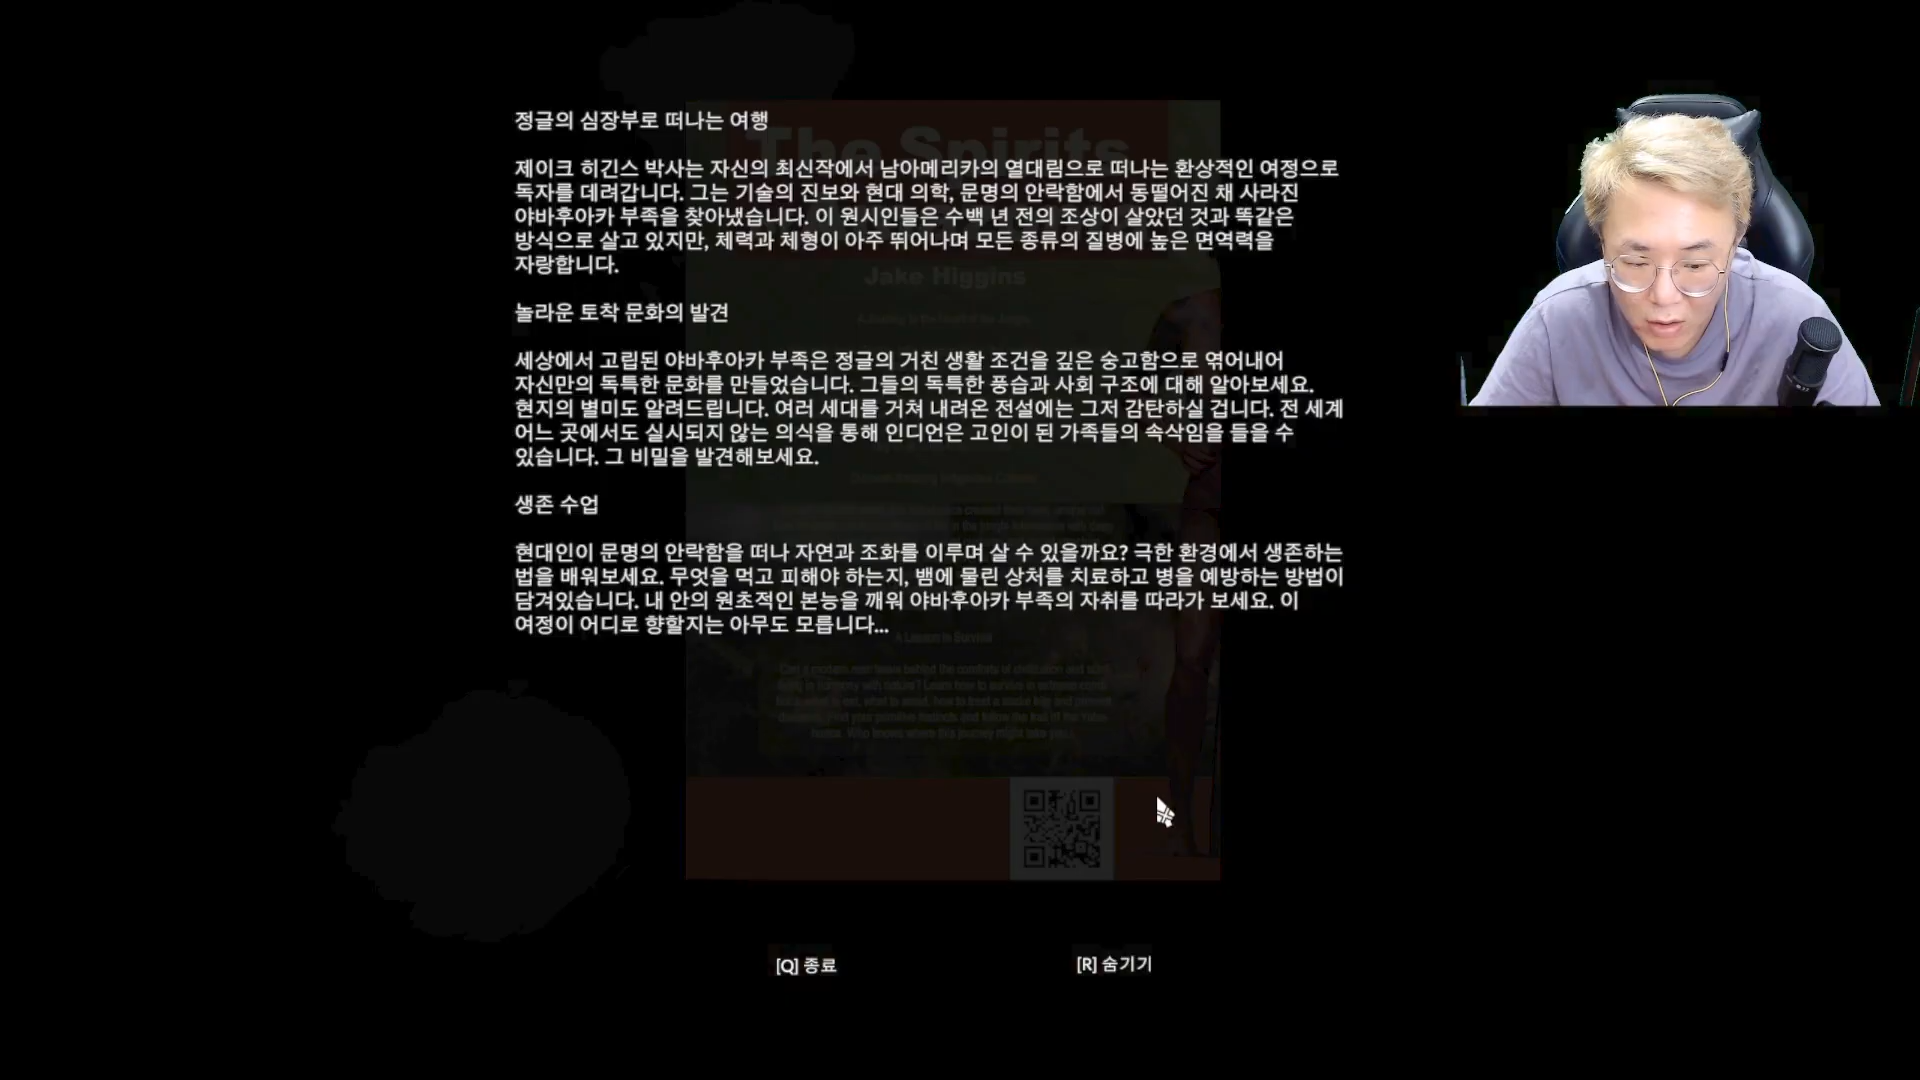 정글의 심장부로 떠나는 여행
제이크 히긴스 박사는 자신의 최신작에서 남아메리카의 열대림으로 떠나는 환상적인 여정으로
독자를 데려갑니다. 그는 기술의 진보와 현대 의학, 문명의 안락함에서 동떨어진 채 사라진
야바후아카 부족을 찾아냈습니다. 이 원시인들은 수백 년 전의 조상이 살았던 것과 똑같은
방식으로 살고 있지만, 체력과 체형이 아주 뛰어나며 모든 종류의 질병에 높은 면역력을
자랑합니다.
놀라운 토착 문화의 발견
세상에서 고립된 야바후아카 부족은 정글의 거친 생활 조건을 깊은 숭고함으로 엮어내어
자신만의 독특한 문화를 만들었습니다. 그들의 독특한 풍습과 사회 구조에 대해 알아보세요.
현지의 별미도 알려드립니다. 여러 세대를 거쳐 내려온 전설에는 그저 감탄하실 겁니다. 전 세계
어느 곳에서도 실시되지 않는 의식을 통해 인디언은 고인이 된 가족들의 속삭임을 들을 수
있습니다. 그 비밀을 발견해보세요.
생존 수업
현대인이 문명의 안락함을 떠나 자연과 조화를 이루며 살 수 있을까요? 극한 환경에서 생존하는
법을 배워보세요. 무엇을 먹고 피해야 하는지, 뱀에 물린 상처를 치료하고 병을 예방하는 방법이
담겨있습니다. 내 안의 원초적인 본능을 깨워 야바후아카 부족의 자취를 따라가 보세요. 이
여정이 어디로 향할지는 아무도 모릅니다...
The Spirits
Jake Higgins
A Lesson in Survival
[Q] 종료
[R] 숨기기